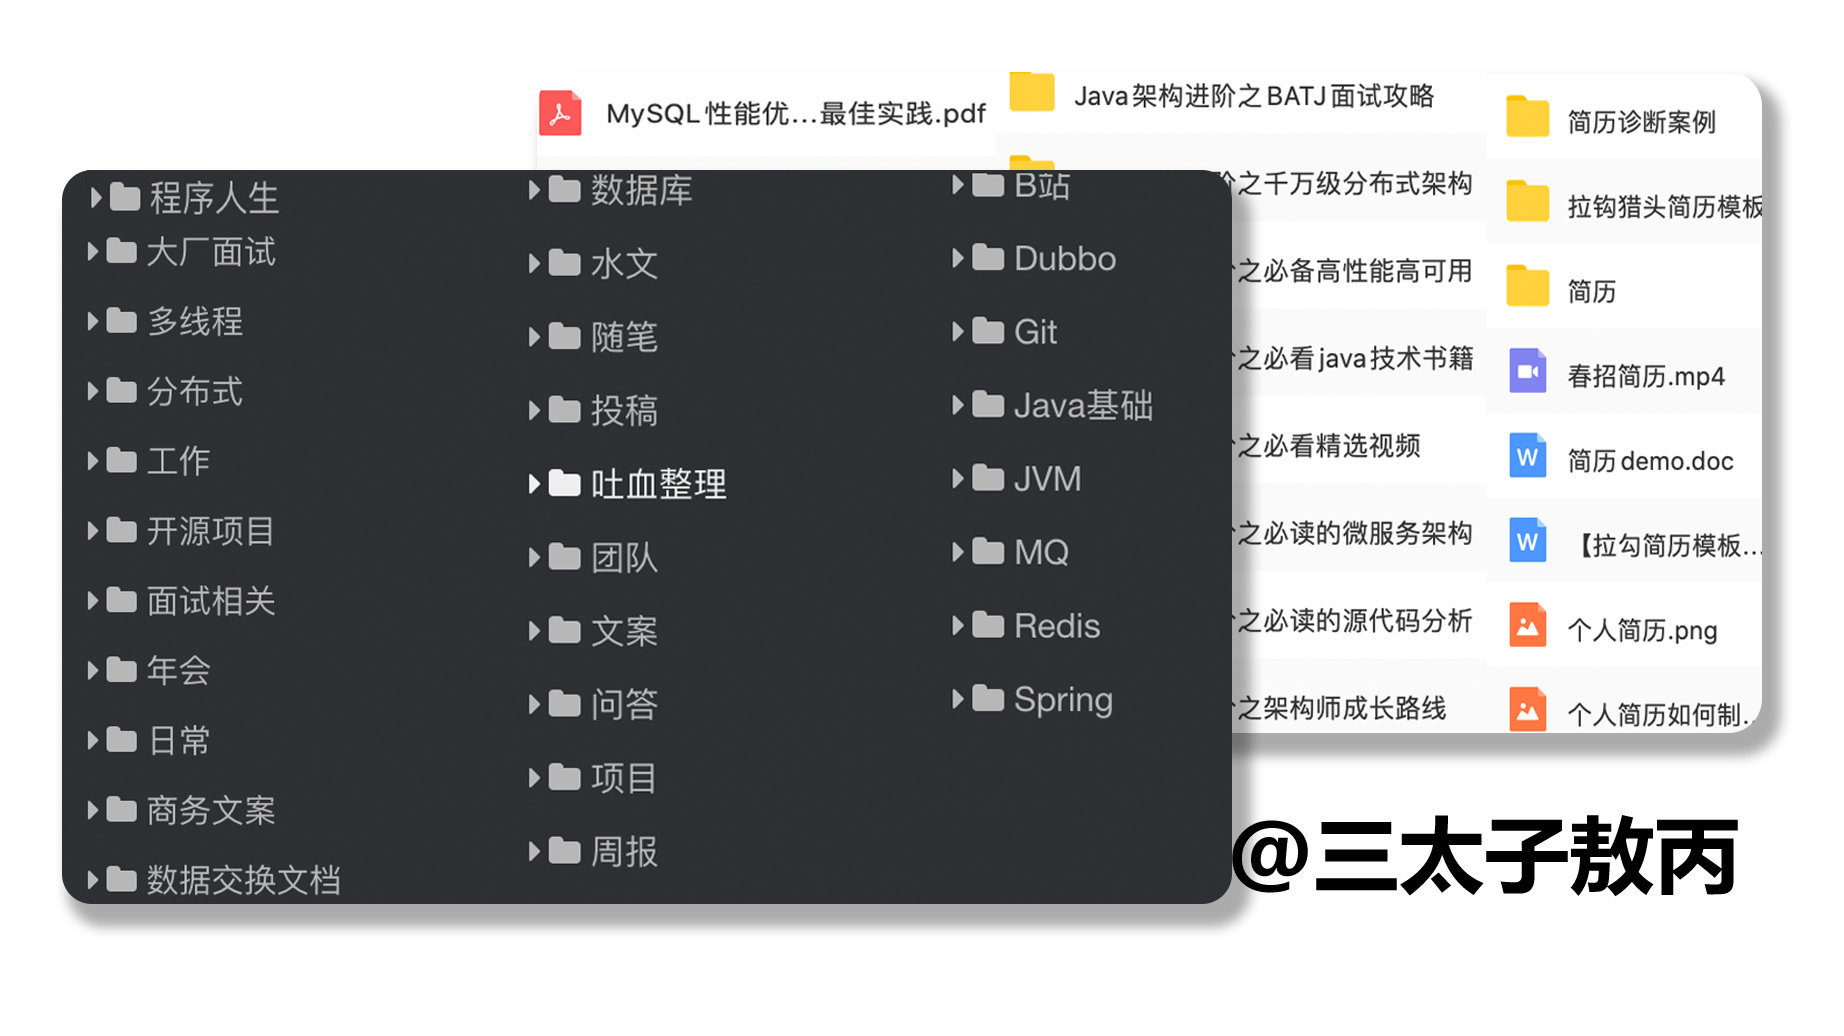 MySQL性能优...最佳实践.pdf
Java架构进阶之BATJ面试攻略
阶之千万级分布式架构
之必备高性能高可用
之必看java技术书籍
之必看精选视频
之必读的微服务架构
之必读的源代码分析
之架构师成长路线
简历诊断案例
拉钩猎头简历模板
简历
春招简历.mp4
W
简历demo.doc
W
【拉勾简历模板...
个人简历.png
个人简历如何制..
程序人生
大厂面试
多线程
分布式
工作
开源项目
面试相关
年会
日常
商务文案
数据交换文档
数据库
水文
随笔
投稿
吐血整理
团队
文案
问答
项目
周报
B站
Dubbo
Git
Java基础
JVM
MQ
Redis
Spring
@三太子敖丙